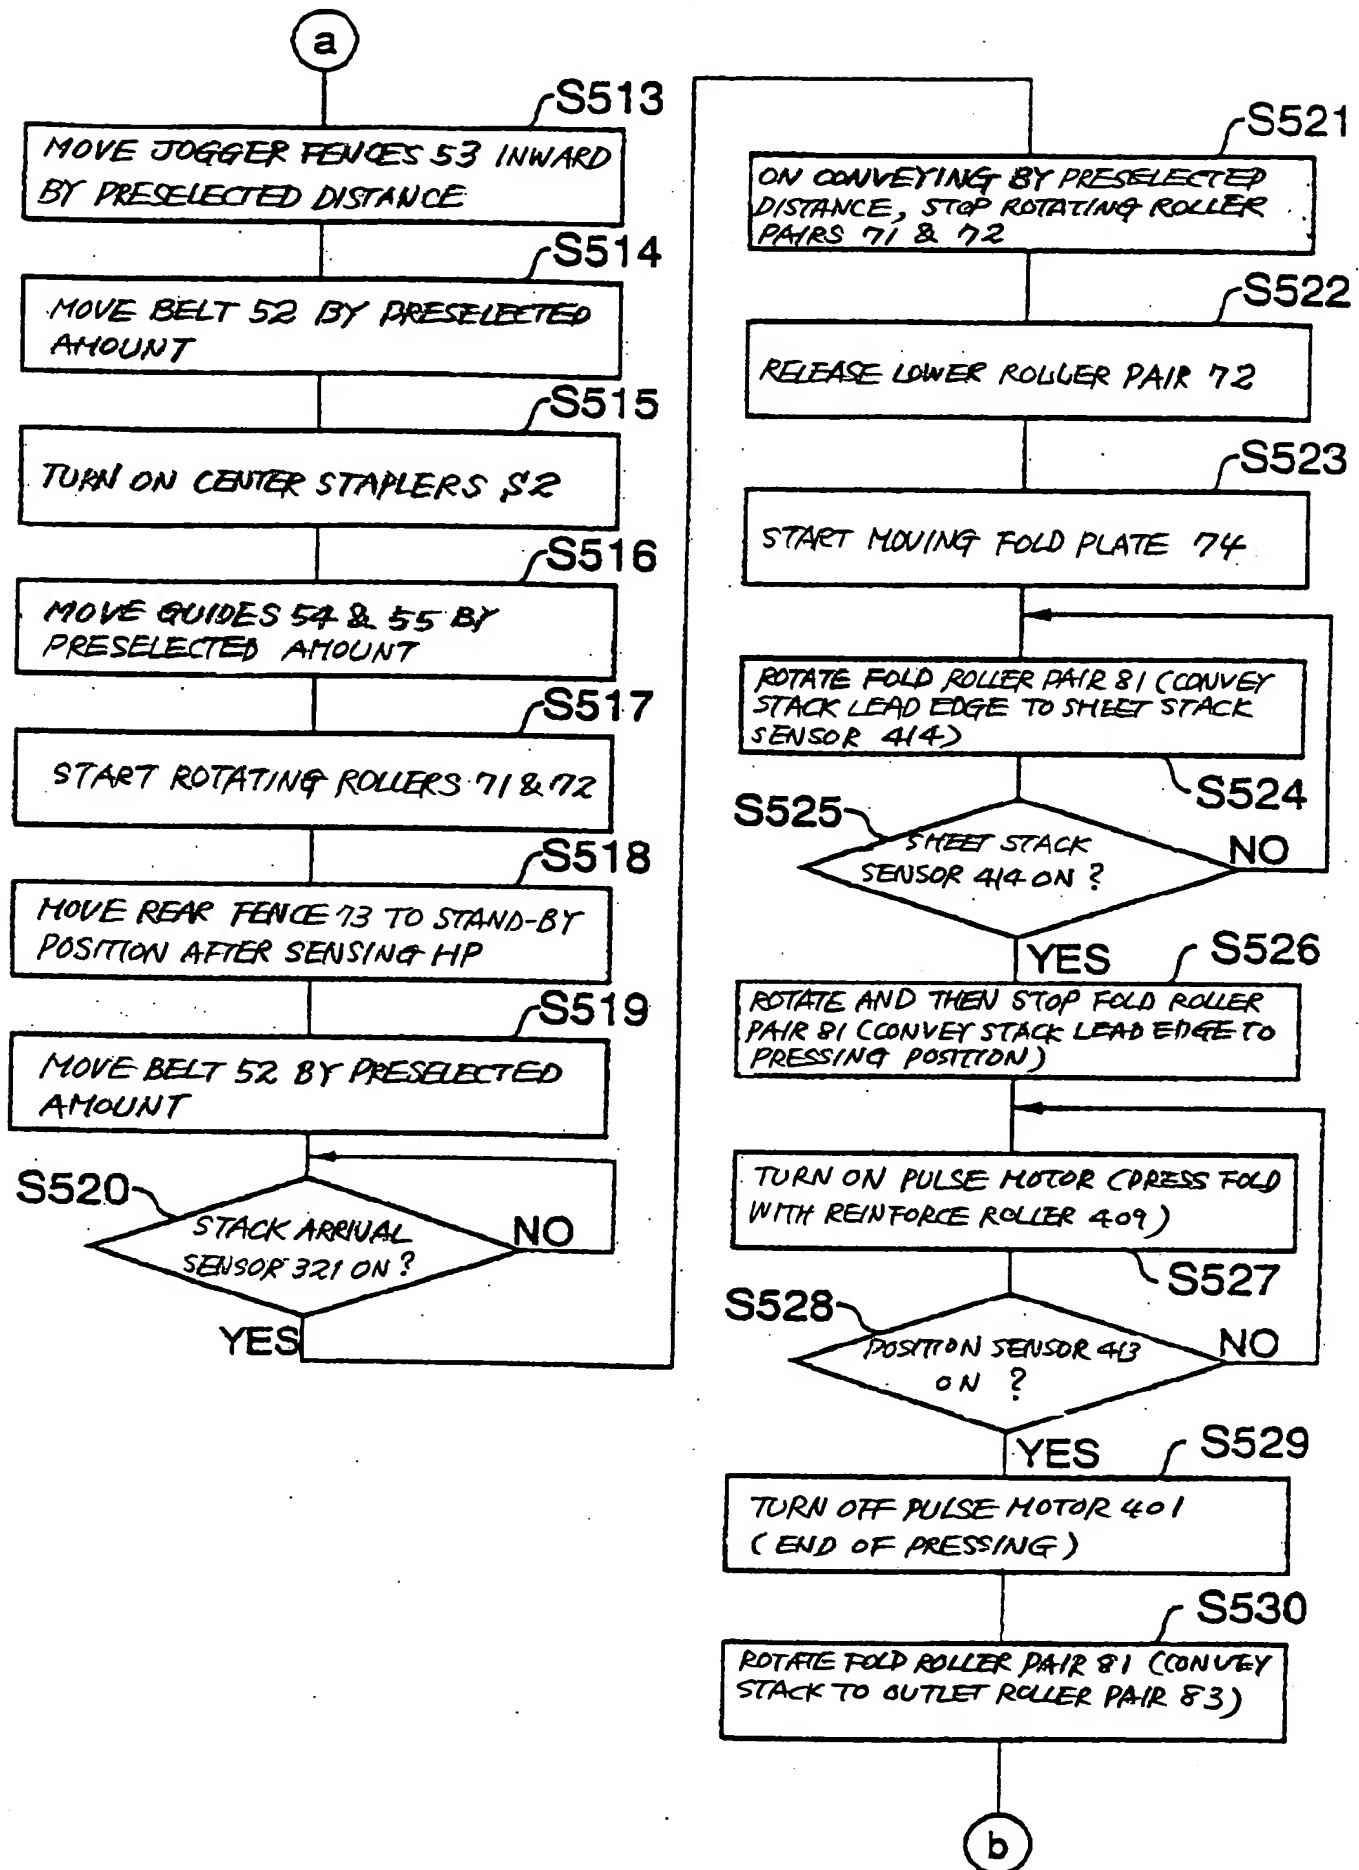 a
S513
MOVE JOGGER FENCES 53 INWARD
BY PRESELECTED DISTANCE
S514
MOVE BELT 52 BY PRESELECTED
AMOUNT
S515
TURN ON CENTER STAPLERS S2
S516
MOVE GUIDES 54 & 55 BY
PRESELECTED AMOUNT
S517
START ROTATING ROLLERS 71 & 72
S518
MOVE REAR FENCE 73 TO STAND-BY
POSITION AFTER SENSING HP
S519
MOVE BELT 52 BY PRESELECTED
AMOUNT
S520
STACK ARRIVAL
SENSOR 321 ON?
NO
YES
S521
ON CONVEYING BY PRESELECTED
DISTANCE, STOP ROTATING ROLLER
PAIRS 71 & 72
S522
RELEASE LOWER ROLLER PAIR 72
S523
START MOVING FOLD PLATE 74
ROTATE FOLD ROLLER PAIR 81 (CONVEY
STACK LEAD EDGE TO SHEET STACK
SENSOR 414)
S524
S525
SHEET STACK
SENSOR 414 ON?
NO
YES
S526
ROTATE AND THEN STOP FOLD ROLLER
PAIR 81 (CONVEY STACK LEAD EDGE TO
PRESSING POSITION)
TURN ON PULSE MOTOR (PRESS FOLD
WITH REINFORCE ROLLER 409)
S527
S528
POSITION SENSOR 413
ON ?
NO
YES
S529
TURN OFF PULSE MOTOR 401
(END OF PRESSING)
S530
ROTATE FOLD ROLLER PAIR 81 (CONVEY
STACK TO OUTLET ROLLER PAIR 83)
b